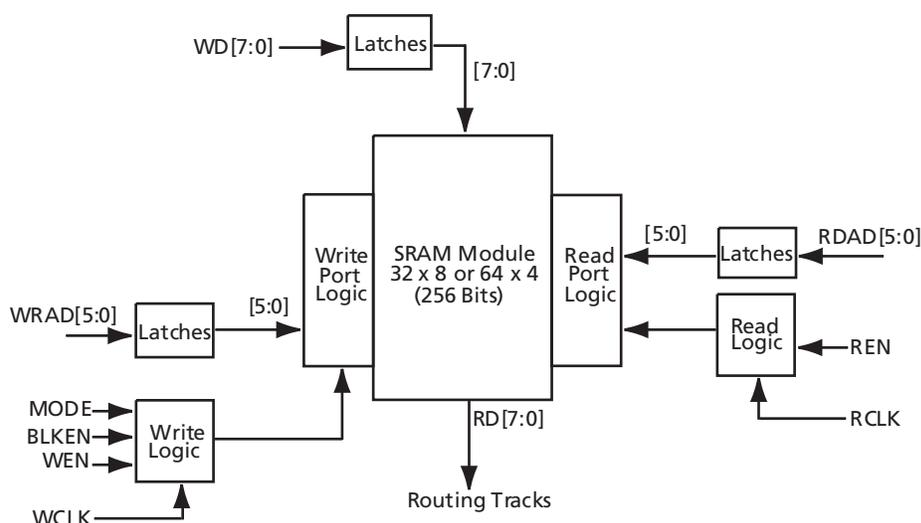 WD[7:0]
Latches
[7:0]
SRAM Module
32 x 8 or 64 x 4
(256 Bits)
Write
Port
Logic
Read
Port
Logic
[5:0]
Latches
RDAD[5:0]
WRAD[5:0]
Latches
[5:0]
Read
Logic
REN
RCLK
MODE
BLKEN
WEN
Write
Logic
WCLK
RD[7:0]
Routing Tracks